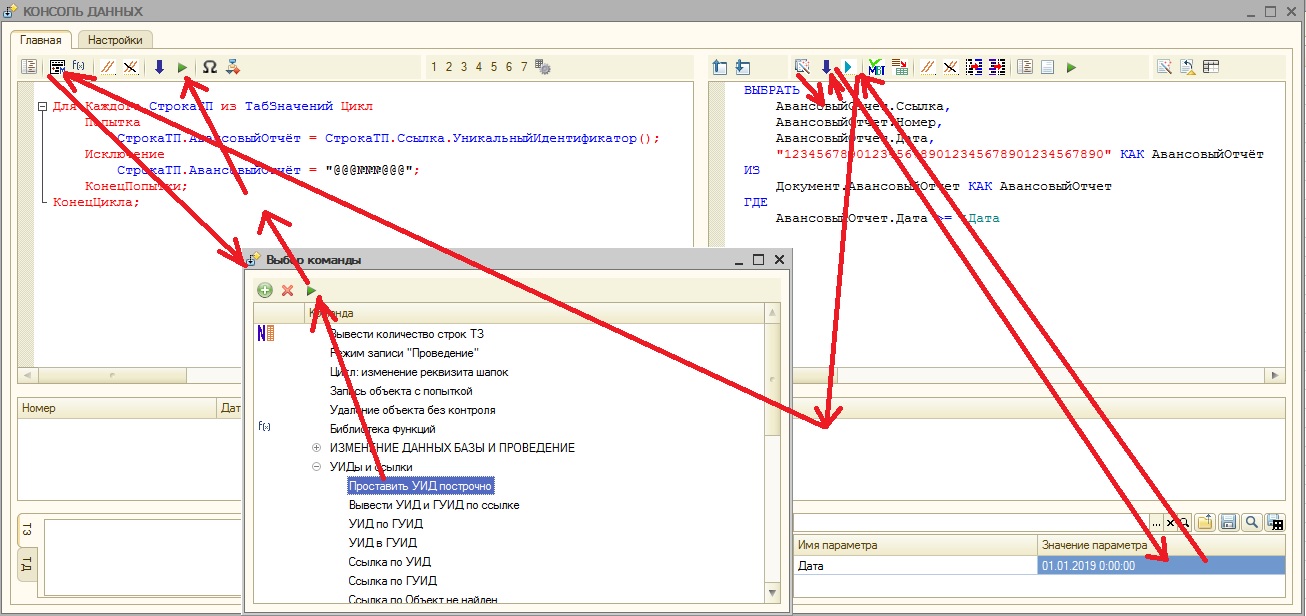 КОНСОЛЬ ДАННЫХ
Главная
Настройки
f(x)
1 2 3 4 5 6 7
Для Каждого СтрокаТП из ТабЗначений Цикл
Попытка
СтрокаТП.АвансовыйОтчёт = СтрокаТП.Ссылка.УникальныйИдентификатор();
Исключение
СтрокаТП.АвансовыйОтчёт = "@@@№№№@@@";
КонецПопытки;
КонецЦикла;
ВЫБРАТЬ
АвансовыйОтчет.Ссылка,
АвансовыйОтчет.Номер,
АвансовыйОтчет.Дата,
"1234567890123456789012345678901234567890" КАК АвансовыйОтчёт
ИЗ
Документ.АвансовыйОтчет КАК АвансовыйОтчет
ГДЕ
АвансовыйОтчет.Дата >= &Дата
Номер
Дат
ТЗ
ТД
Выбор команды
Команда
Вывести количество строк ТЗ
Режим записи "Проведение"
Цикл: изменение реквизита шапок
Запись объекта с попыткой
Удаление объекта без контроля
f(x)
Библиотека функций
ИЗМЕНЕНИЕ ДАННЫХ БАЗЫ И ПРОВЕДЕНИЕ
УИДы и ссылки
Проставить УИД построчно
Вывести УИД и ГУИД по ссылке
УИД по ГУИД
УИД в ГУИД
Ссылка по УИД
Ссылка по ГУИД
Ссылка по Объект не найден
Имя параметра
Значение параметра
Дата
01.01.2019 0:00:00